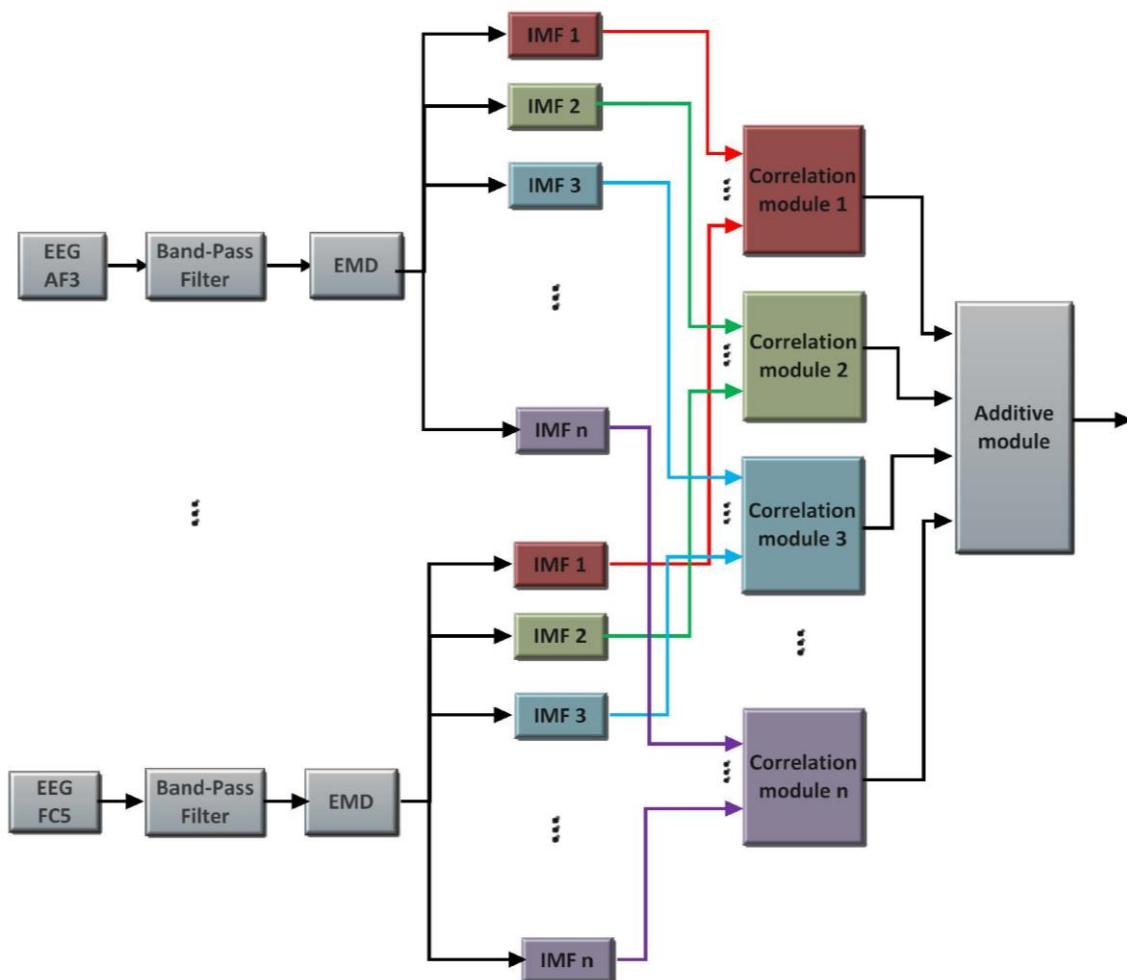 IMF 1
IMF 2
IMF 3
EEG
AF3
Band-Pass
Filter
EMD
IMF n
Correlation
module 1
Correlation
module 2
Correlation
module 3
Correlation
module n
Additive
module
IMF 1
IMF 2
IMF 3
EEG
FC5
Band-Pass
Filter
EMD
IMF n